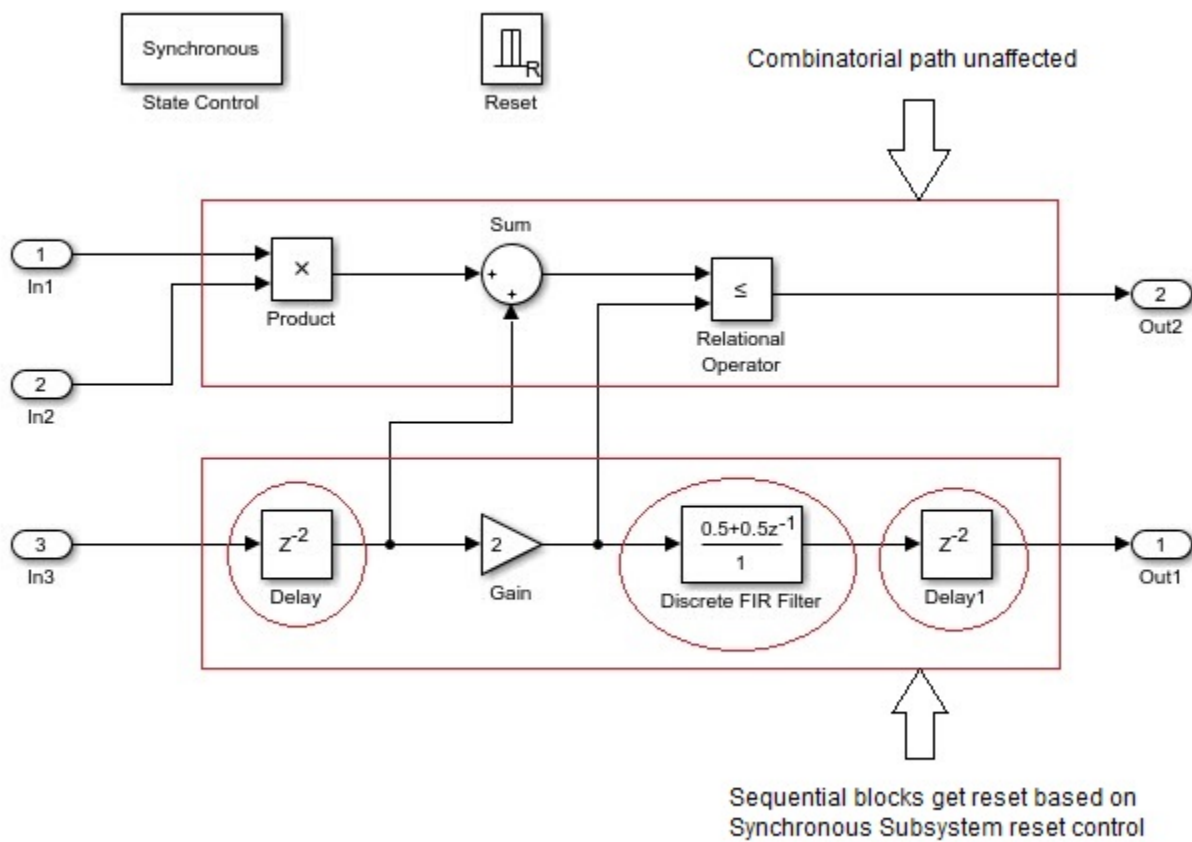 Synchronous
State Control
R
Reset
Combinatorial path unaffected
1
In1
2
In2
×
Product
Sum
+
+
≤
Relational
Operator
2
Out2
3
In3
z-2
Delay
2
Gain
0.5+0.5z-1
1
Discrete FIR Filter
z-2
Delay1
1
Out1
Sequential blocks get reset based on
Synchronous Subsystem reset control